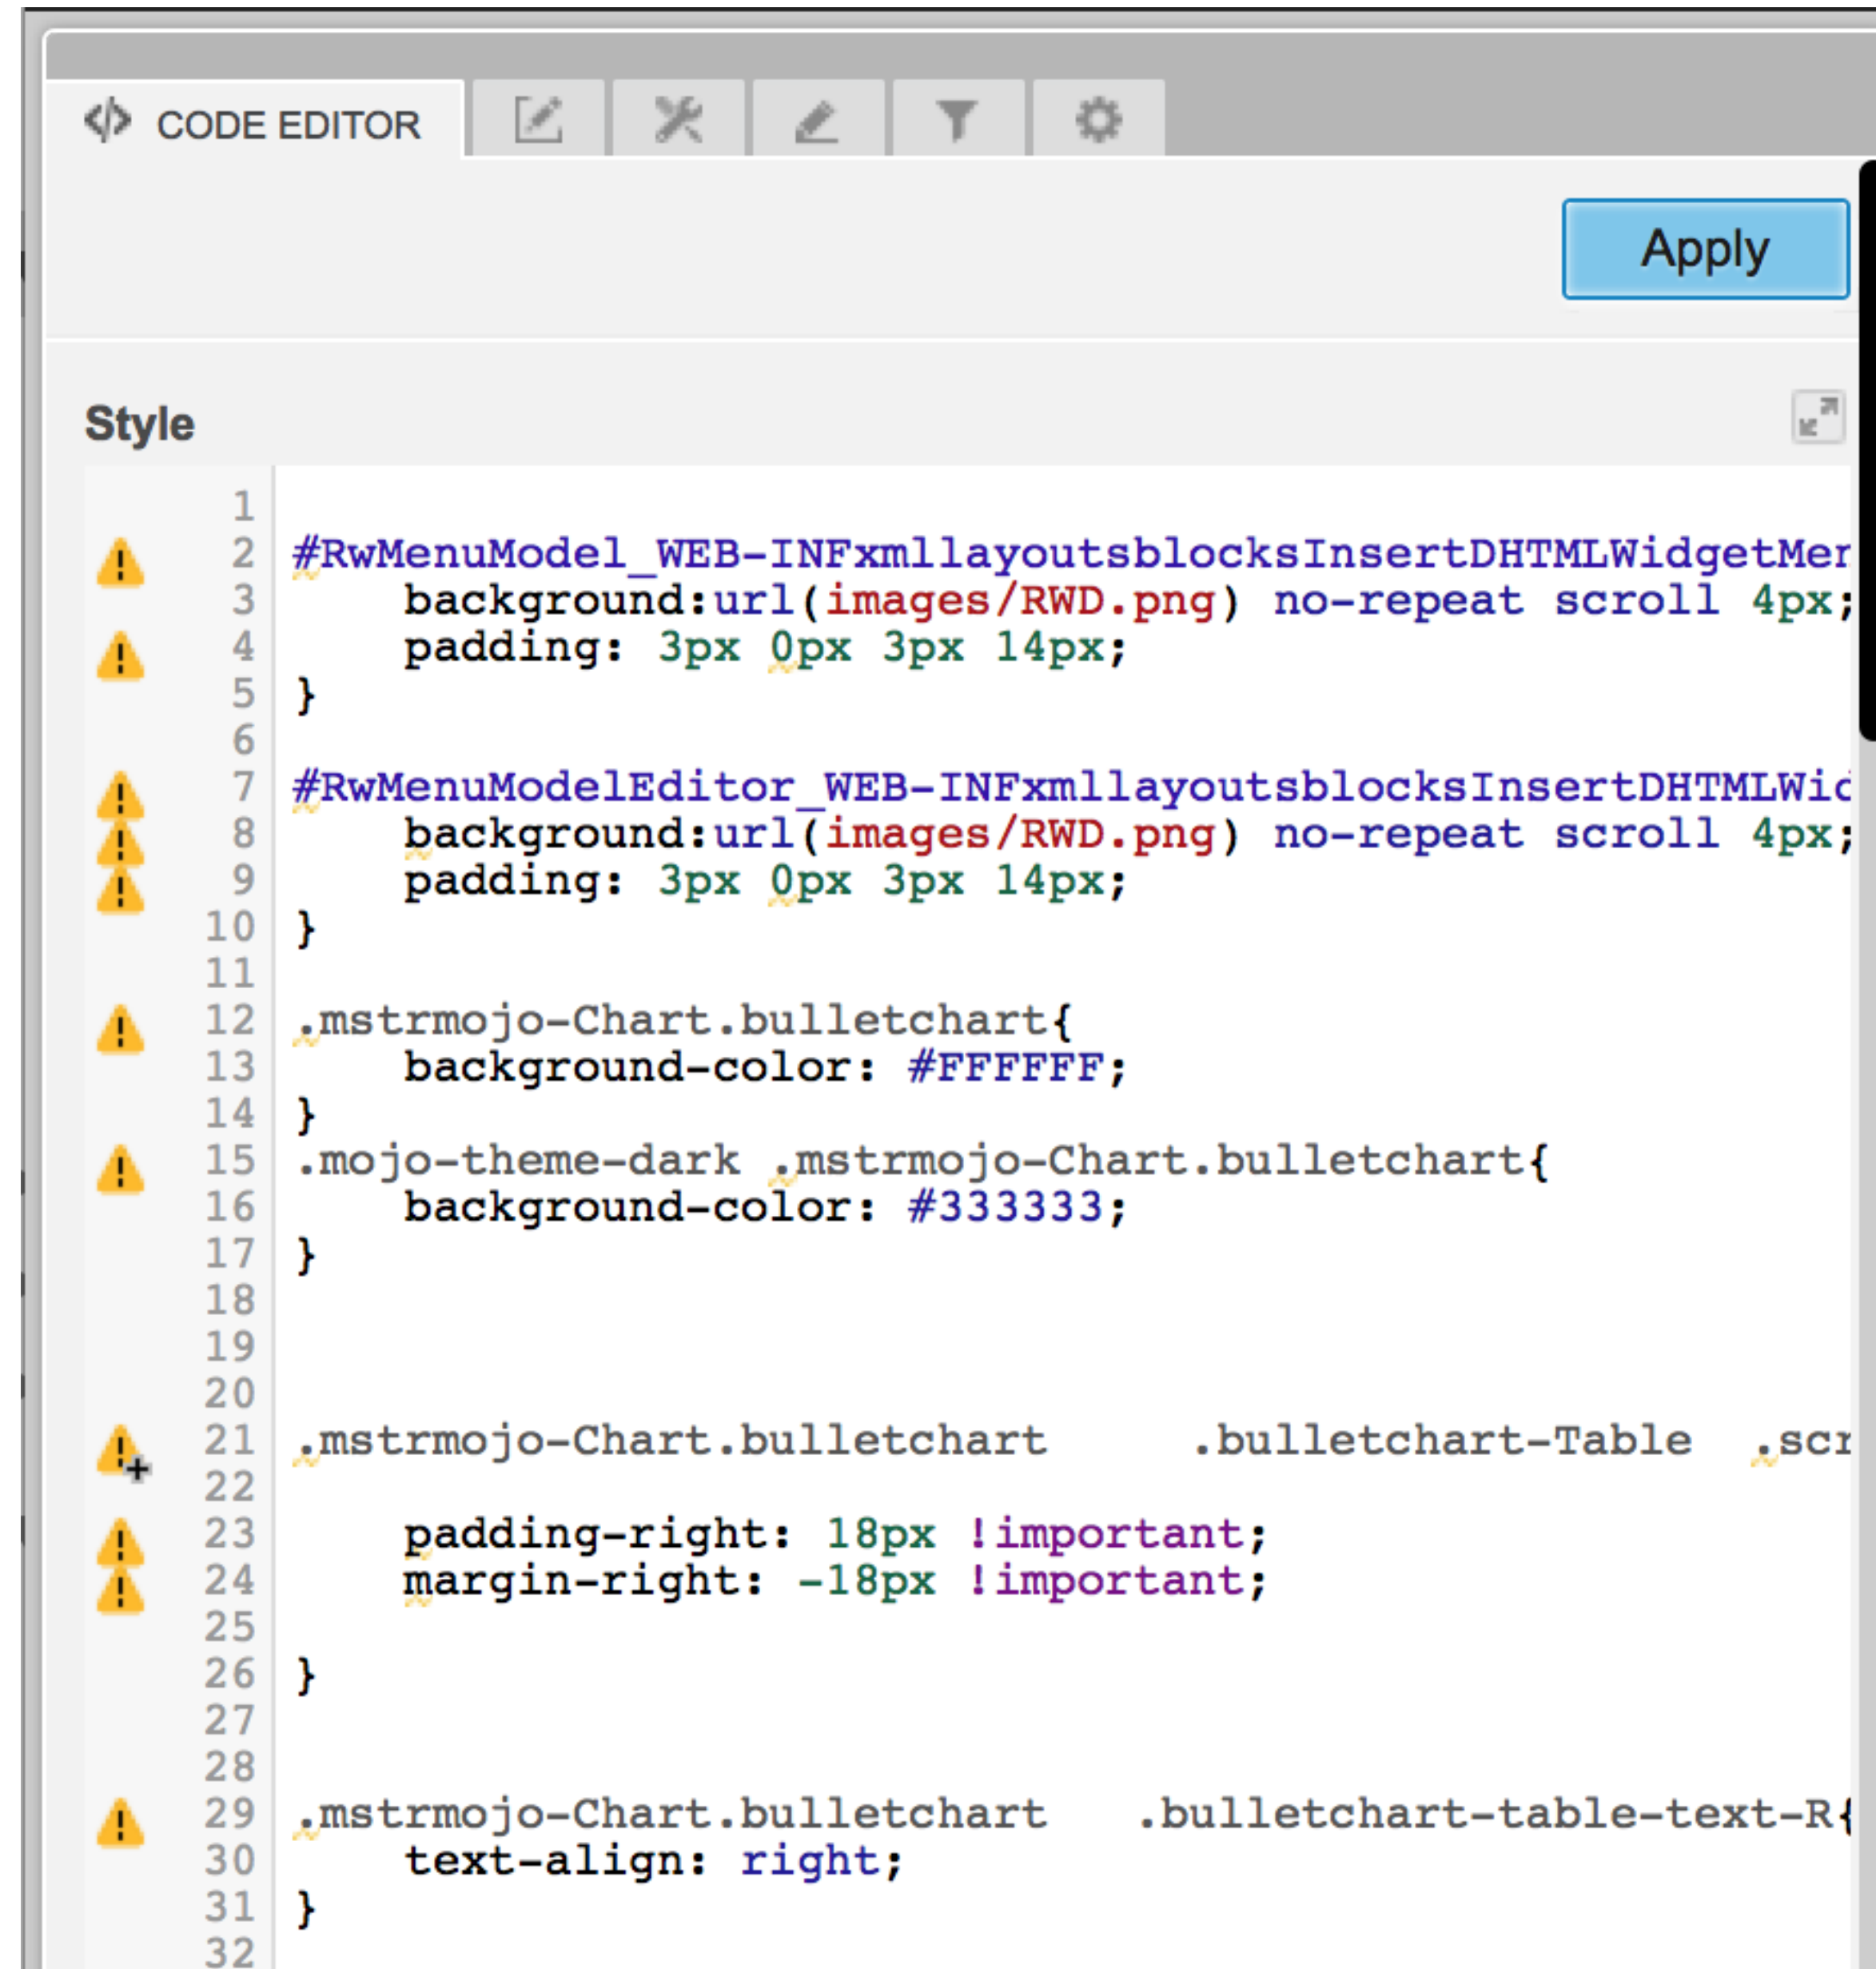 CODE EDITOR
Apply
Style
1
2 #RwMenuModel_WEB-INFxmllayoutsblocksInsertDHTMLWidgetMen
3 background:url(images/RWD.png) no-repeat scroll 4px;
4 padding: 3px 0px 3px 14px;
5 }
6
7 #RwMenuModelEditor_WEB-INFxmllayoutsblocksInsertDHTMLWid
8 background:url(images/RWD.png) no-repeat scroll 4px;
9 padding: 3px 0px 3px 14px;
10 }
11
12 .mstrmojo-Chart.bulletchart{
13 background-color: #FFFFFF;
14 }
15 .mojo-theme-dark .mstrmojo-Chart.bulletchart{
16 background-color: #333333;
17 }
18
19
20
21 .mstrmojo-Chart.bulletchart .bulletchart-Table .scr
22
23 padding-right: 18px !important;
24 margin-right: -18px !important;
25
26 }
27
28
29 .mstrmojo-Chart.bulletchart .bulletchart-table-text-R{
30 text-align: right;
31 }
32